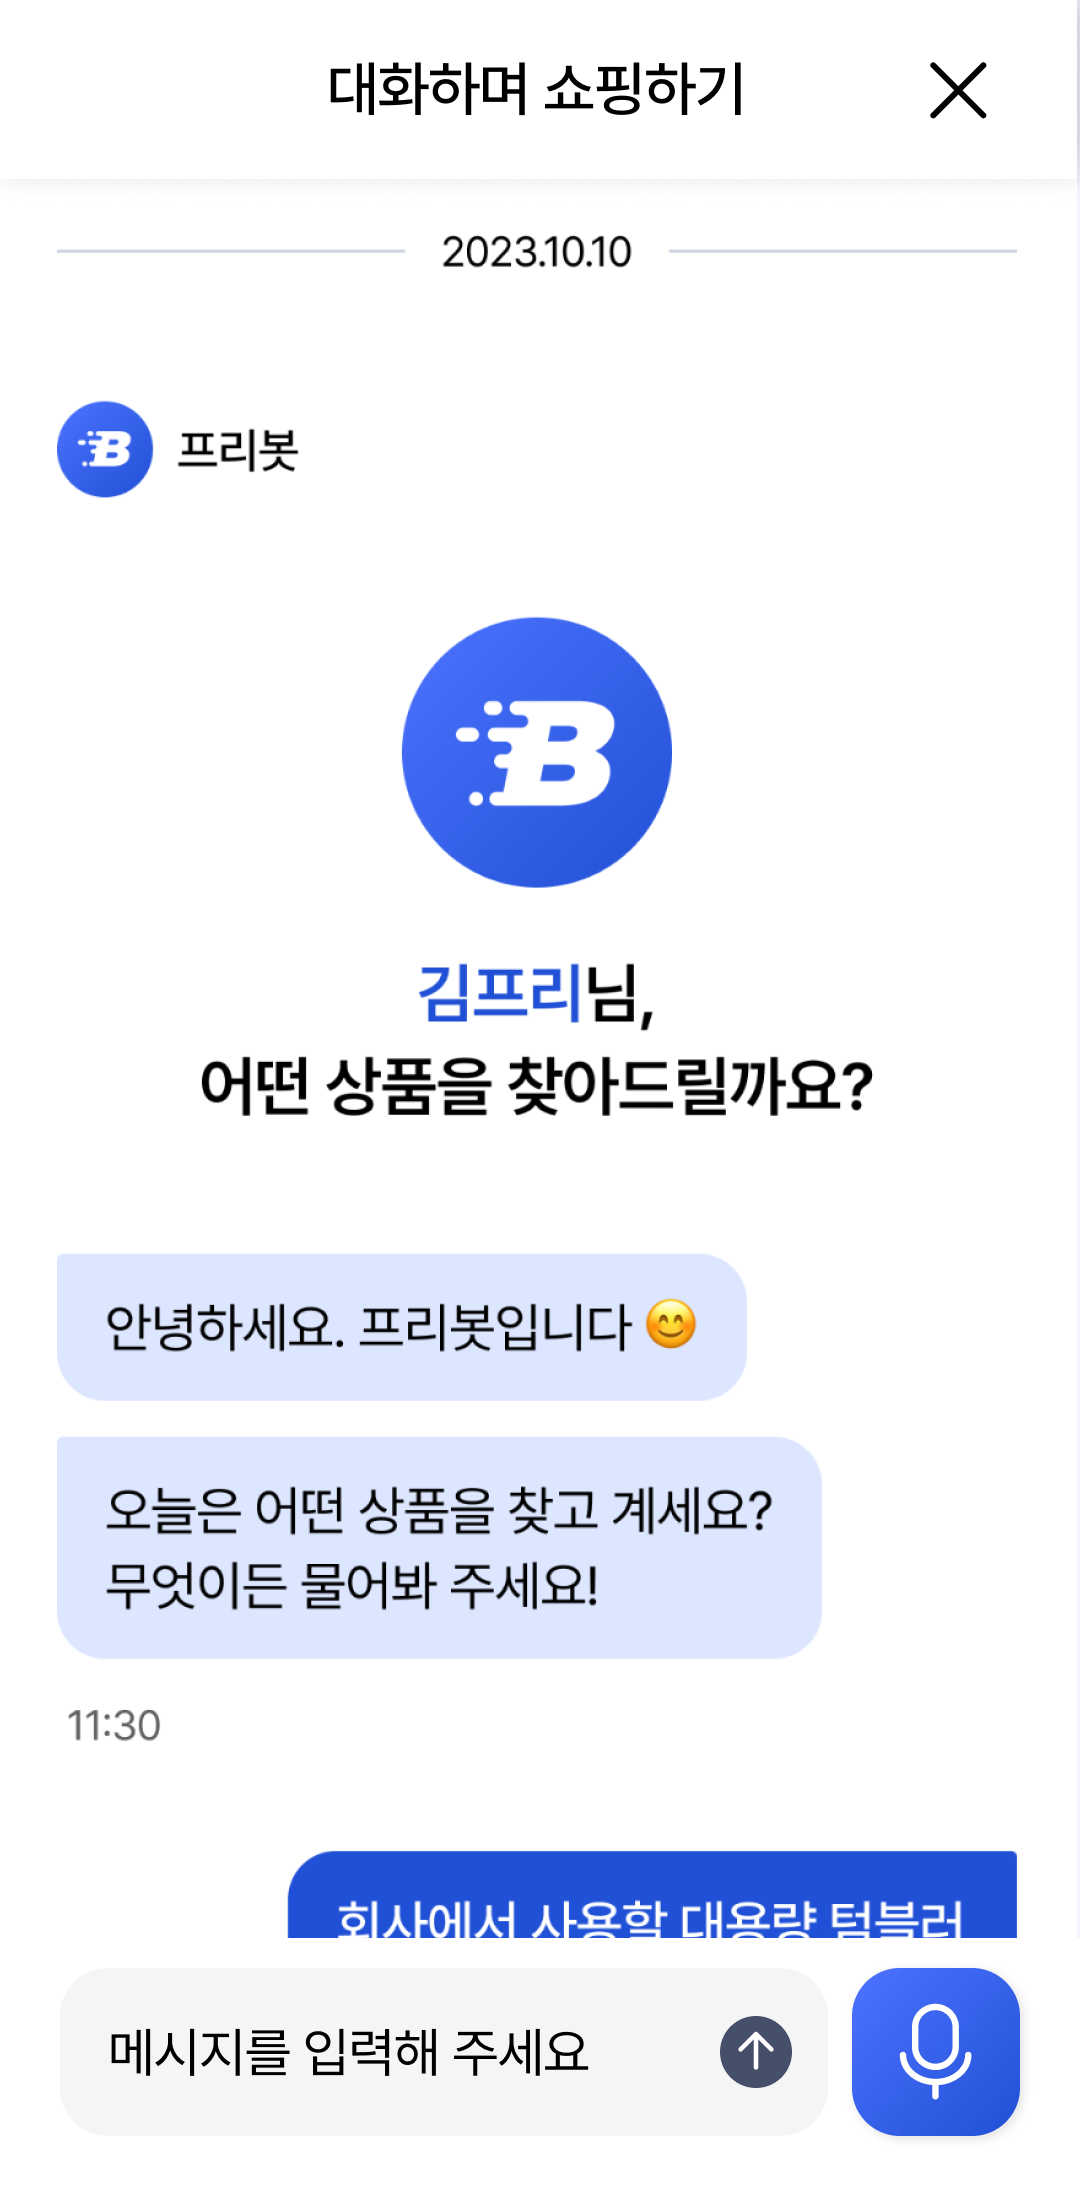 대화하며 쇼핑하기
2023.10.10
B 프리봇
B
김프리님,
어떤 상품을 찾아드릴까요?
안녕하세요. 프리봇입니다 😊
오늘은 어떤 상품을 찾고 계세요?
무엇이든 물어봐 주세요!
11:30
회사에서 사용할 대용량 텀블러
메시지를 입력해 주세요